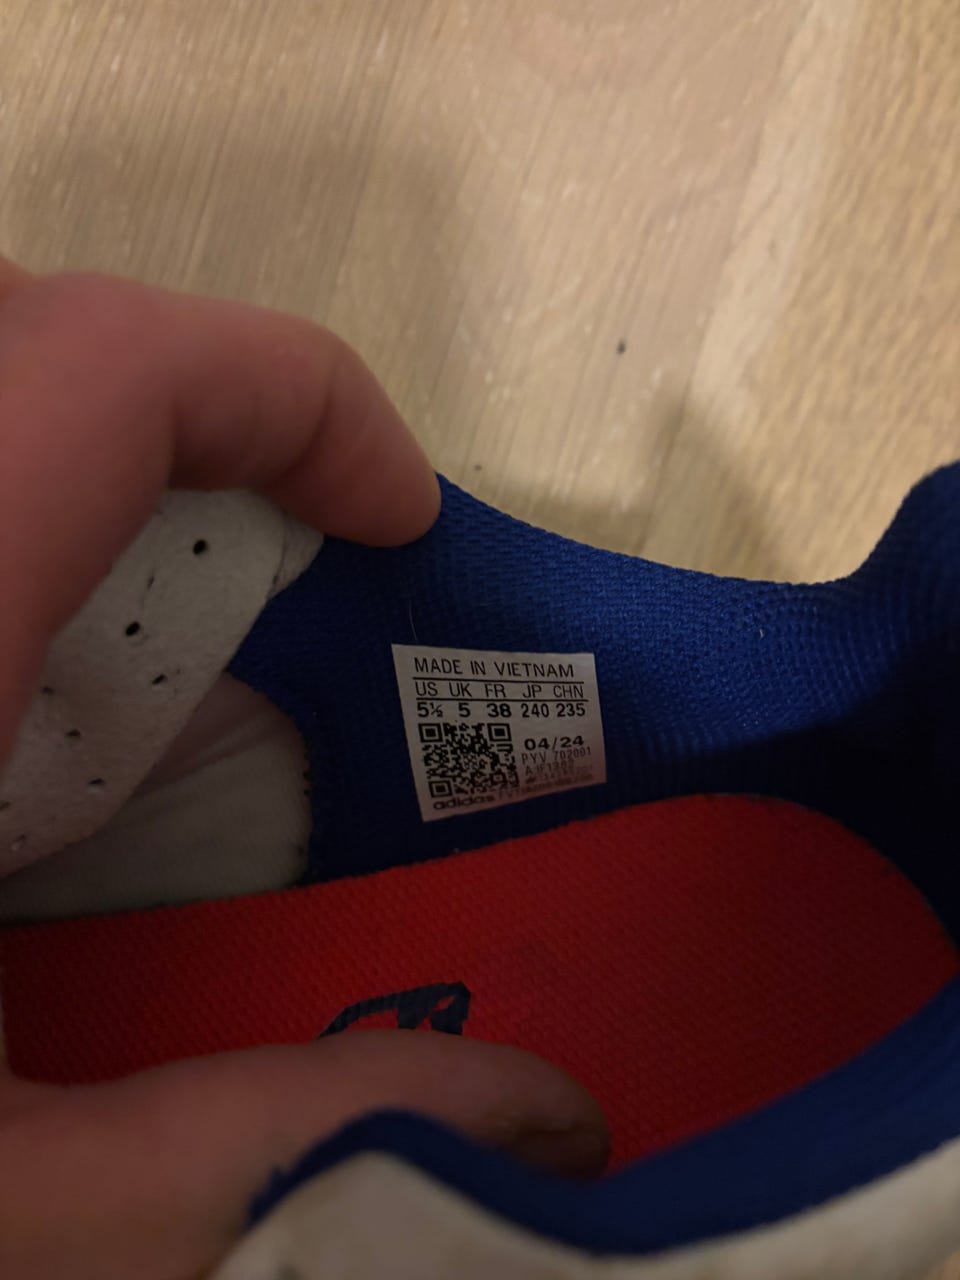 MADE IN VIETNAM
US UK FR JP CHN
5½ 5 38 240 235
04/24
PYV 702001
adidas